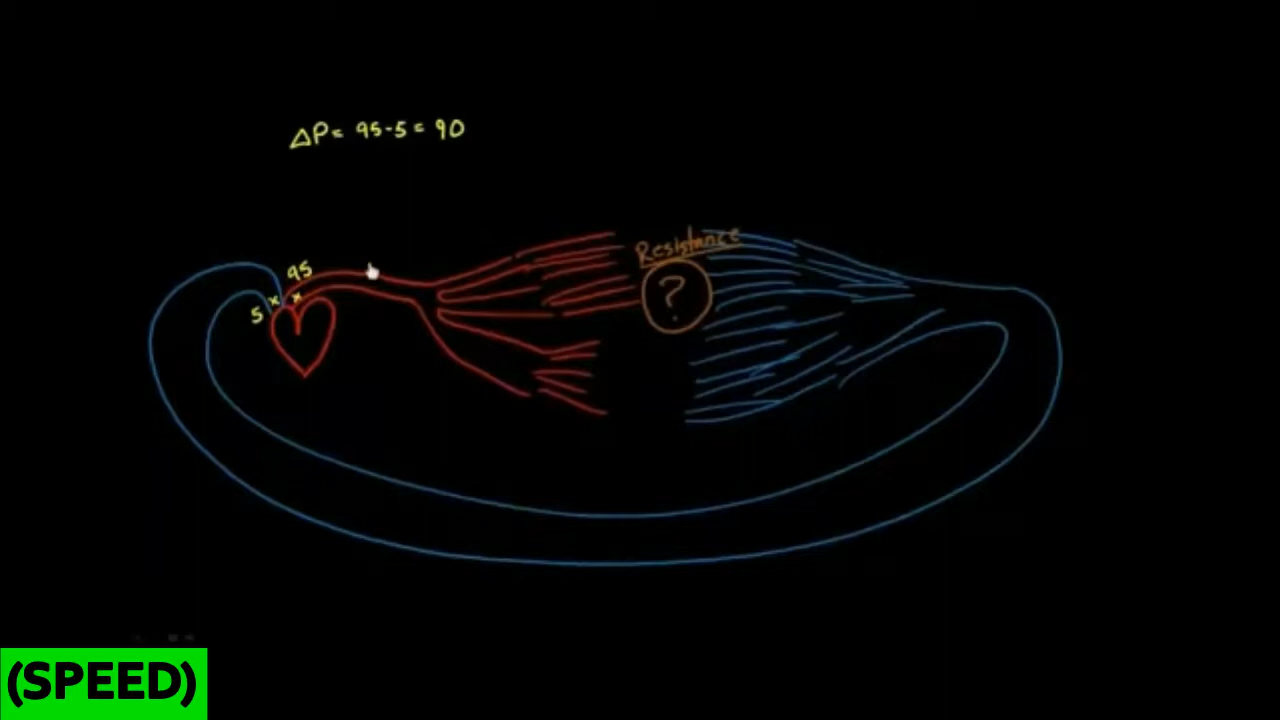 ΔP= 95-5= 90
Resistance
95
?
x
x
5
(SPEED)